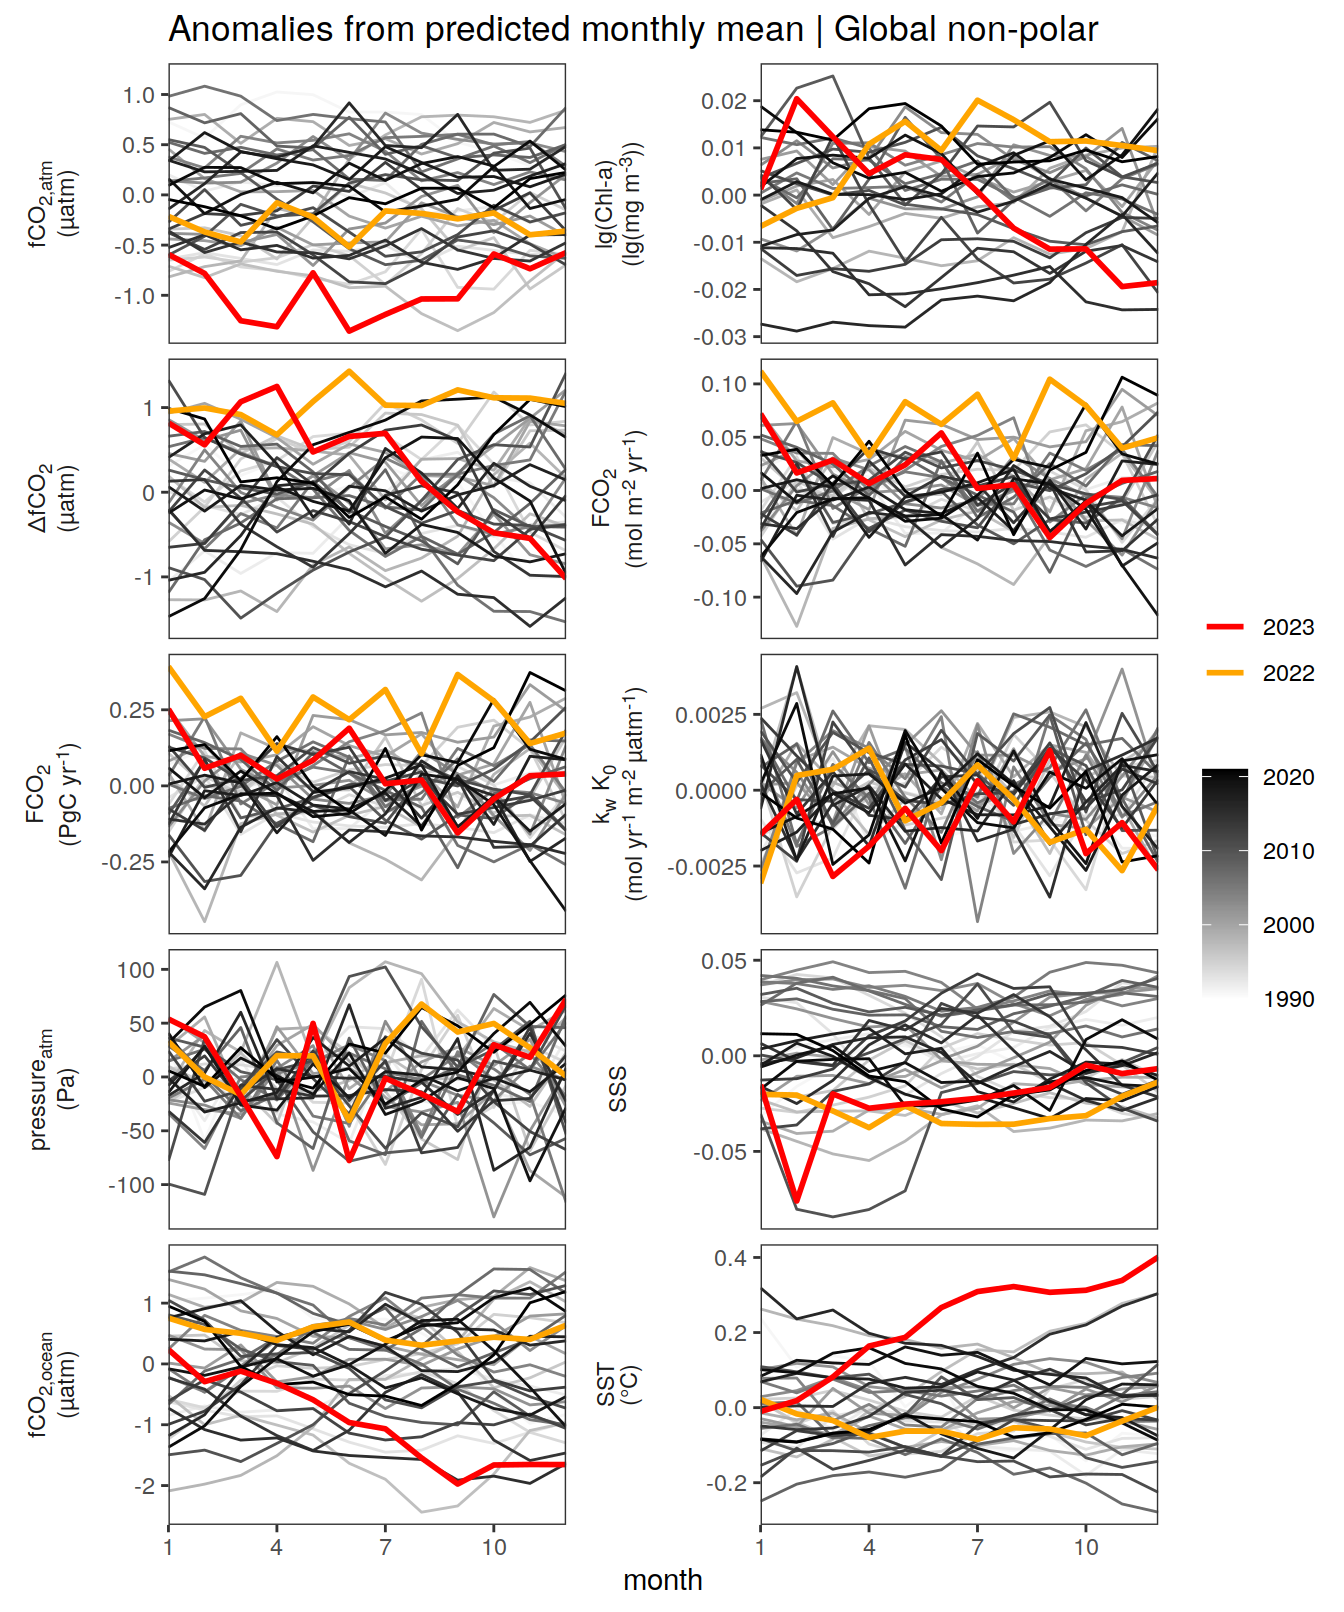 Anomalies from predicted monthly mean | Global non-polar
fCO2,atm
(µatm)
1.0
0.5
0.0
-0.5
-1.0
lg(Chl-a)
(lg(mg m-3))
0.02
0.01
0.00
-0.01
-0.02
-0.03
ΔfCO2
(µatm)
1
0
-1
FCO2
(mol m-2 yr-1)
0.10
0.05
0.00
-0.05
-0.10
FCO2
(PgC yr-1)
0.25
0.00
-0.25
kw K0
(mol yr-1 m-2 µatm-1)
0.0025
0.0000
-0.0025
pressureatm
(Pa)
100
50
0
-50
-100
SSS
0.05
0.00
-0.05
fCO2,ocean
(µatm)
1
0
-1
-2
SST
(°C)
0.4
0.2
0.0
-0.2
1 4 7 10
1 4 7 10
month
2023
2022
2020
2010
2000
1990